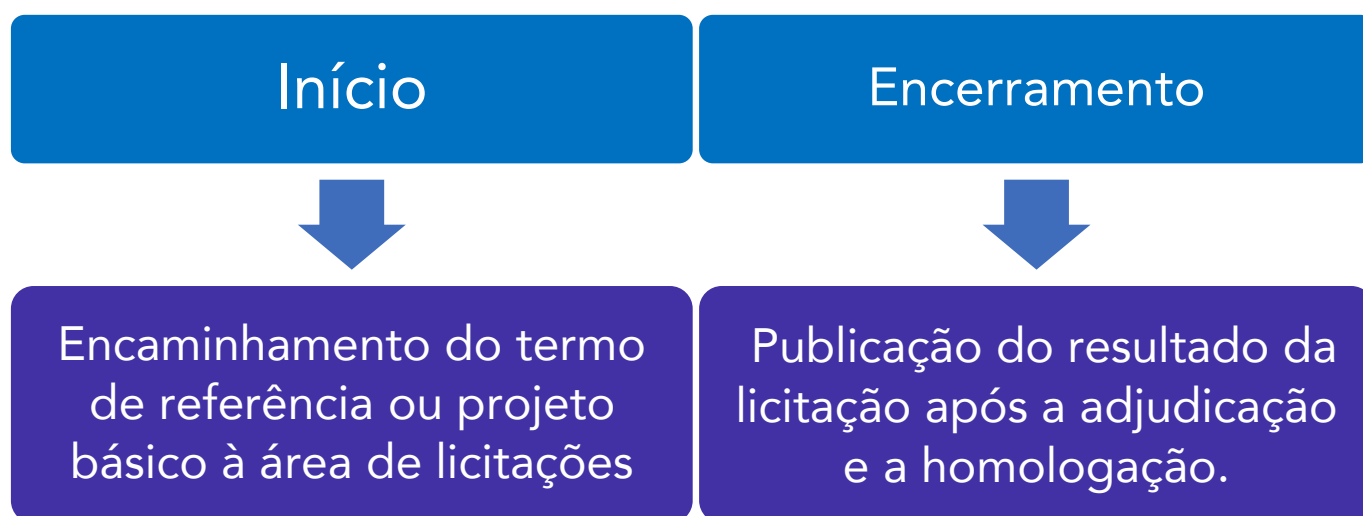 Início
Encerramento
Encaminhamento do termo
de referência ou projeto
básico à área de licitações
Publicação do resultado da
licitação após a adjudicação
e a homologação.